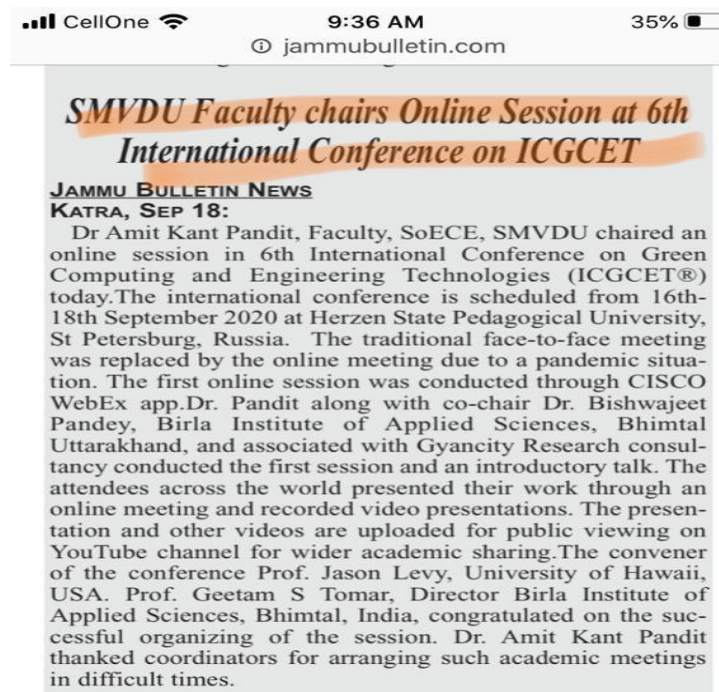 CellOne 9:36 AM 35%
jammubulletin.com
SMVDU Faculty chairs Online Session at 6th
International Conference on ICGCET
JAMMU BULLETIN NEWS
KATRA, SEP 18:
Dr Amit Kant Pandit, Faculty, SoECE, SMVDU chaired an
online session in 6th International Conference on Green
Computing and Engineering Technologies (ICGCET®)
today.The international conference is scheduled from 16th-
18th September 2020 at Herzen State Pedagogical University,
St Petersburg, Russia. The traditional face-to-face meeting
was replaced by the online meeting due to a pandemic situa-
tion. The first online session was conducted through CISCO
WebEx app.Dr. Pandit along with co-chair Dr. Bishwajeet
Pandey, Birla Institute of Applied Sciences, Bhimtal
Uttarakhand, and associated with Gyancity Research consul-
tancy conducted the first session and an introductory talk. The
attendees across the world presented their work through an
online meeting and recorded video presentations. The presen-
tation and other videos are uploaded for public viewing on
YouTube channel for wider academic sharing.The convener
of the conference Prof. Jason Levy, University of Hawaii,
USA. Prof. Geetam S Tomar, Director Birla Institute of
Applied Sciences, Bhimtal, India, congratulated on the suc-
cessful organizing of the session. Dr. Amit Kant Pandit
thanked coordinators for arranging such academic meetings
in difficult times.